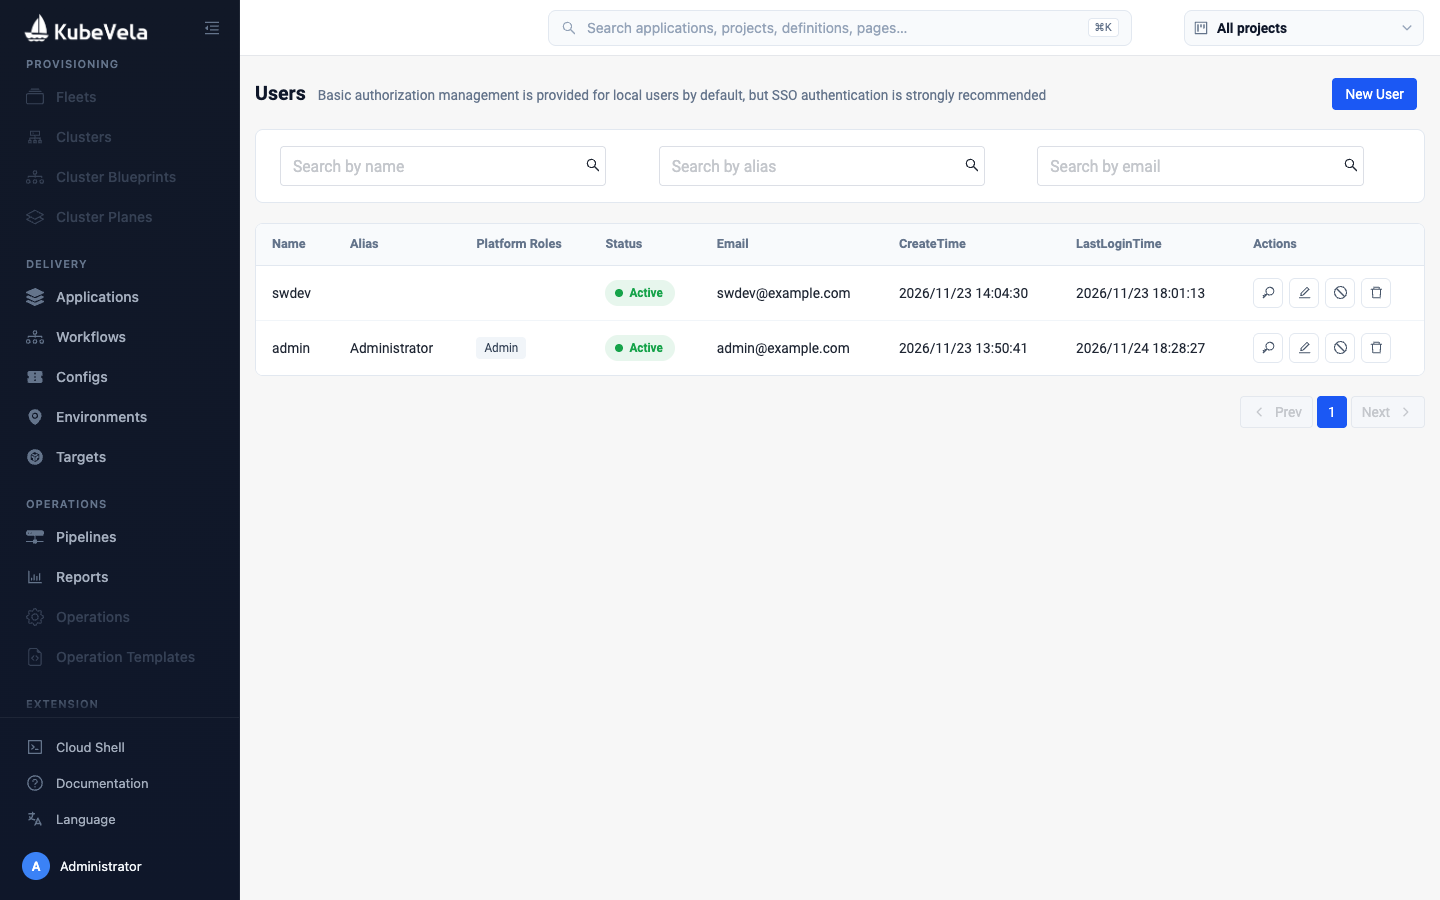 KubeVela
PROVISIONING
Fleets
Clusters
Cluster Blueprints
Cluster Planes
DELIVERY
Applications
Workflows
Configs
Environments
Targets
OPERATIONS
Pipelines
Reports
Operations
Operation Templates
EXTENSION
Cloud Shell
Documentation
Language
A Administrator
Search applications, projects, definitions, pages... ⌘K
All projects
Users Basic authorization management is provided for local users by default, but SSO authentication is strongly recommended
New User
Search by name Search by alias Search by email
Name Alias Platform Roles Status Email CreateTime LastLoginTime Actions
swdev Active swdev@example.com 2026/11/23 14:04:30 2026/11/23 18:01:13
admin Administrator Admin Active admin@example.com 2026/11/23 13:50:41 2026/11/24 18:28:27
Prev 1 Next